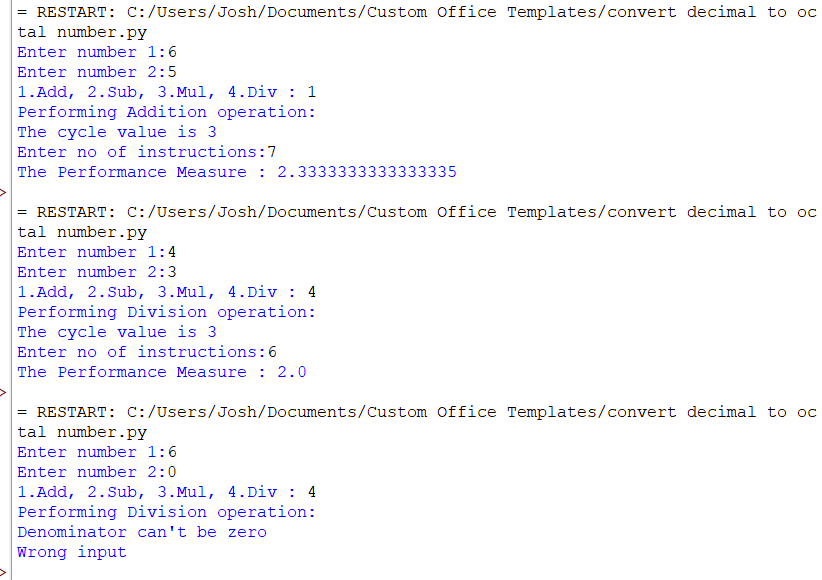 = RESTART: C:/Users/Josh/Documents/Custom Office Templates/convert decimal to oc
tal number.py
Enter number 1:6
Enter number 2:5
1.Add, 2.Sub, 3.Mul, 4.Div : 1
Performing Addition operation:
The cycle value is 3
Enter no of instructions:7
The Performance Measure : 2.3333333333333335
>
= RESTART: C:/Users/Josh/Documents/Custom Office Templates/convert decimal to oc
tal number.py
Enter number 1:4
Enter number 2:3
1.Add, 2.Sub, 3.Mul, 4.Div : 4
Performing Division operation:
The cycle value is 3
Enter no of instructions:6
The Performance Measure : 2.0
>
= RESTART: C:/Users/Josh/Documents/Custom Office Templates/convert decimal to oc
tal number.py
Enter number 1:6
Enter number 2:0
1.Add, 2.Sub, 3.Mul, 4.Div : 4
Performing Division operation:
Denominator can't be zero
Wrong input
>